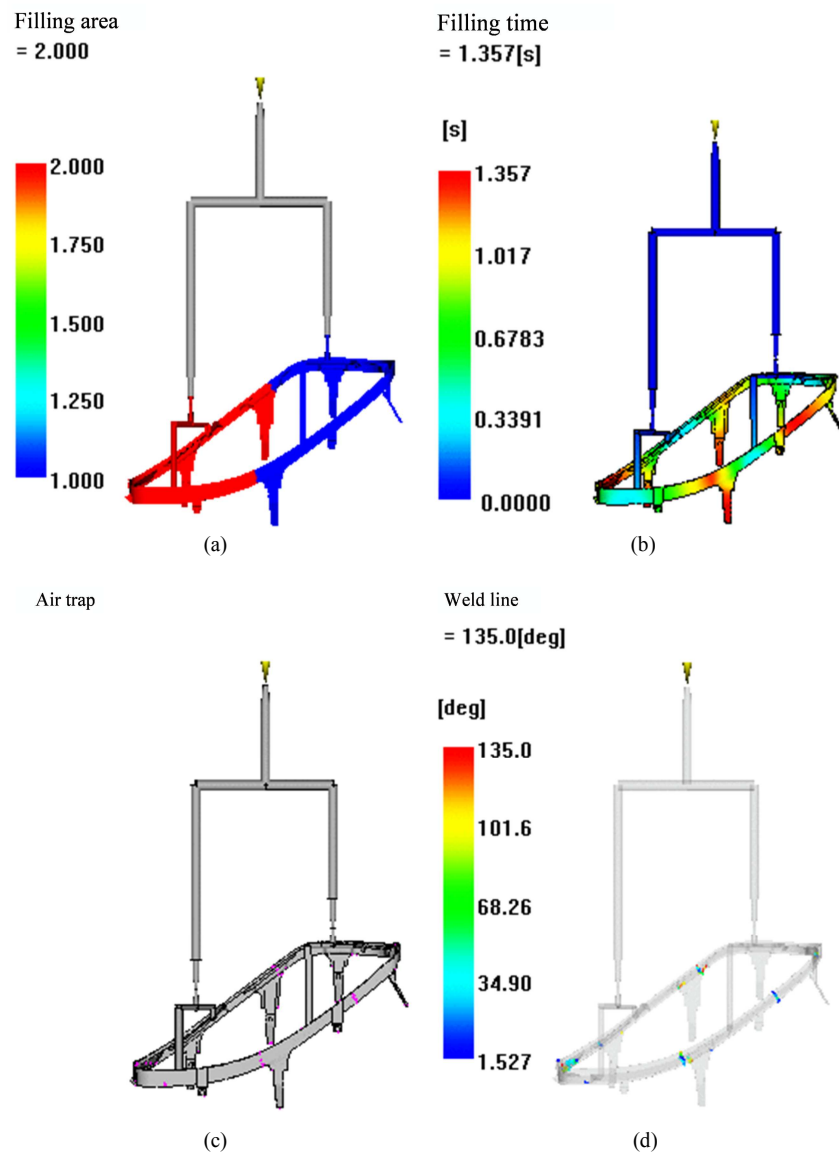 Filling area
= 2.000
2.000
1.750
1.500
1.250
1.000
(a)
Filling time
= 1.357[s]
[s]
1.357
1.017
0.6783
0.3391
0.0000
(b)
Air trap
(c)
Weld line
= 135.0[deg]
[deg]
135.0
101.6
68.26
34.90
1.527
(d)